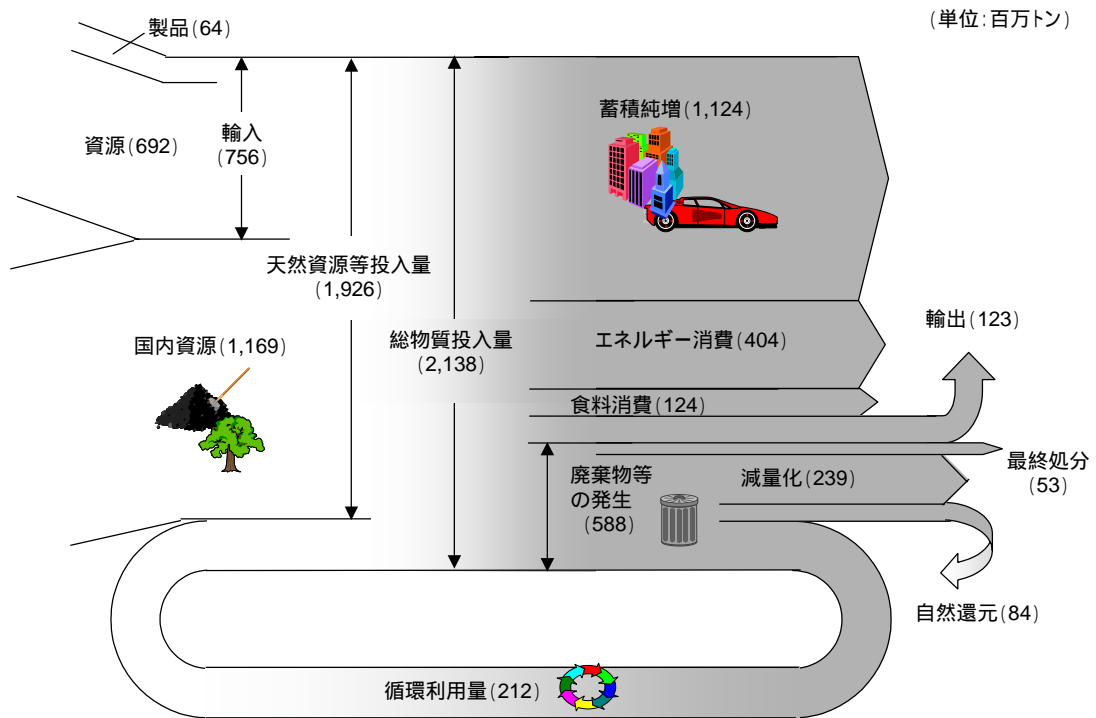 (単位:百万トン)
製品(64)
資源(692)
輸入
(756)
蓄積純増(1,124)
天然資源等投入量
(1,926)
総物質投入量
(2,138)
国内資源(1,169)
エネルギー消費(404)
食料消費(124)
輸出(123)
廃棄物等
の発生
(588)
減量化(239)
最終処分
(53)
自然還元(84)
循環利用量(212)